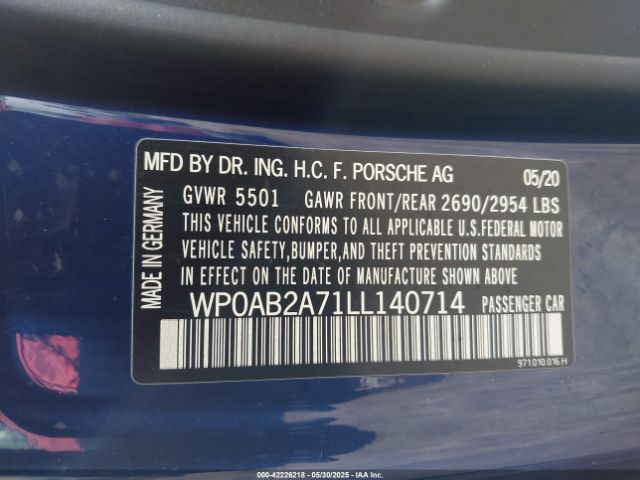 MFD BY DR. ING. H.C. F. PORSCHE AG 05/20
GVWR 5501 GAWR FRONT/REAR 2690/2954 LBS
THIS VEHICLE CONFORMS TO ALL APPLICABLE U.S.FEDERAL MOTOR
VEHICLE SAFETY,BUMPER,AND THEFT PREVENTION STANDARDS
IN EFFECT ON THE DATE OF MANUFACTURE SHOWN ABOVE
WP0AB2A71LL140714 PASSENGER CAR
971.010.016.H
MADE IN GERMANY
000-42226218 - 05/30/2025 - IAAI.COM